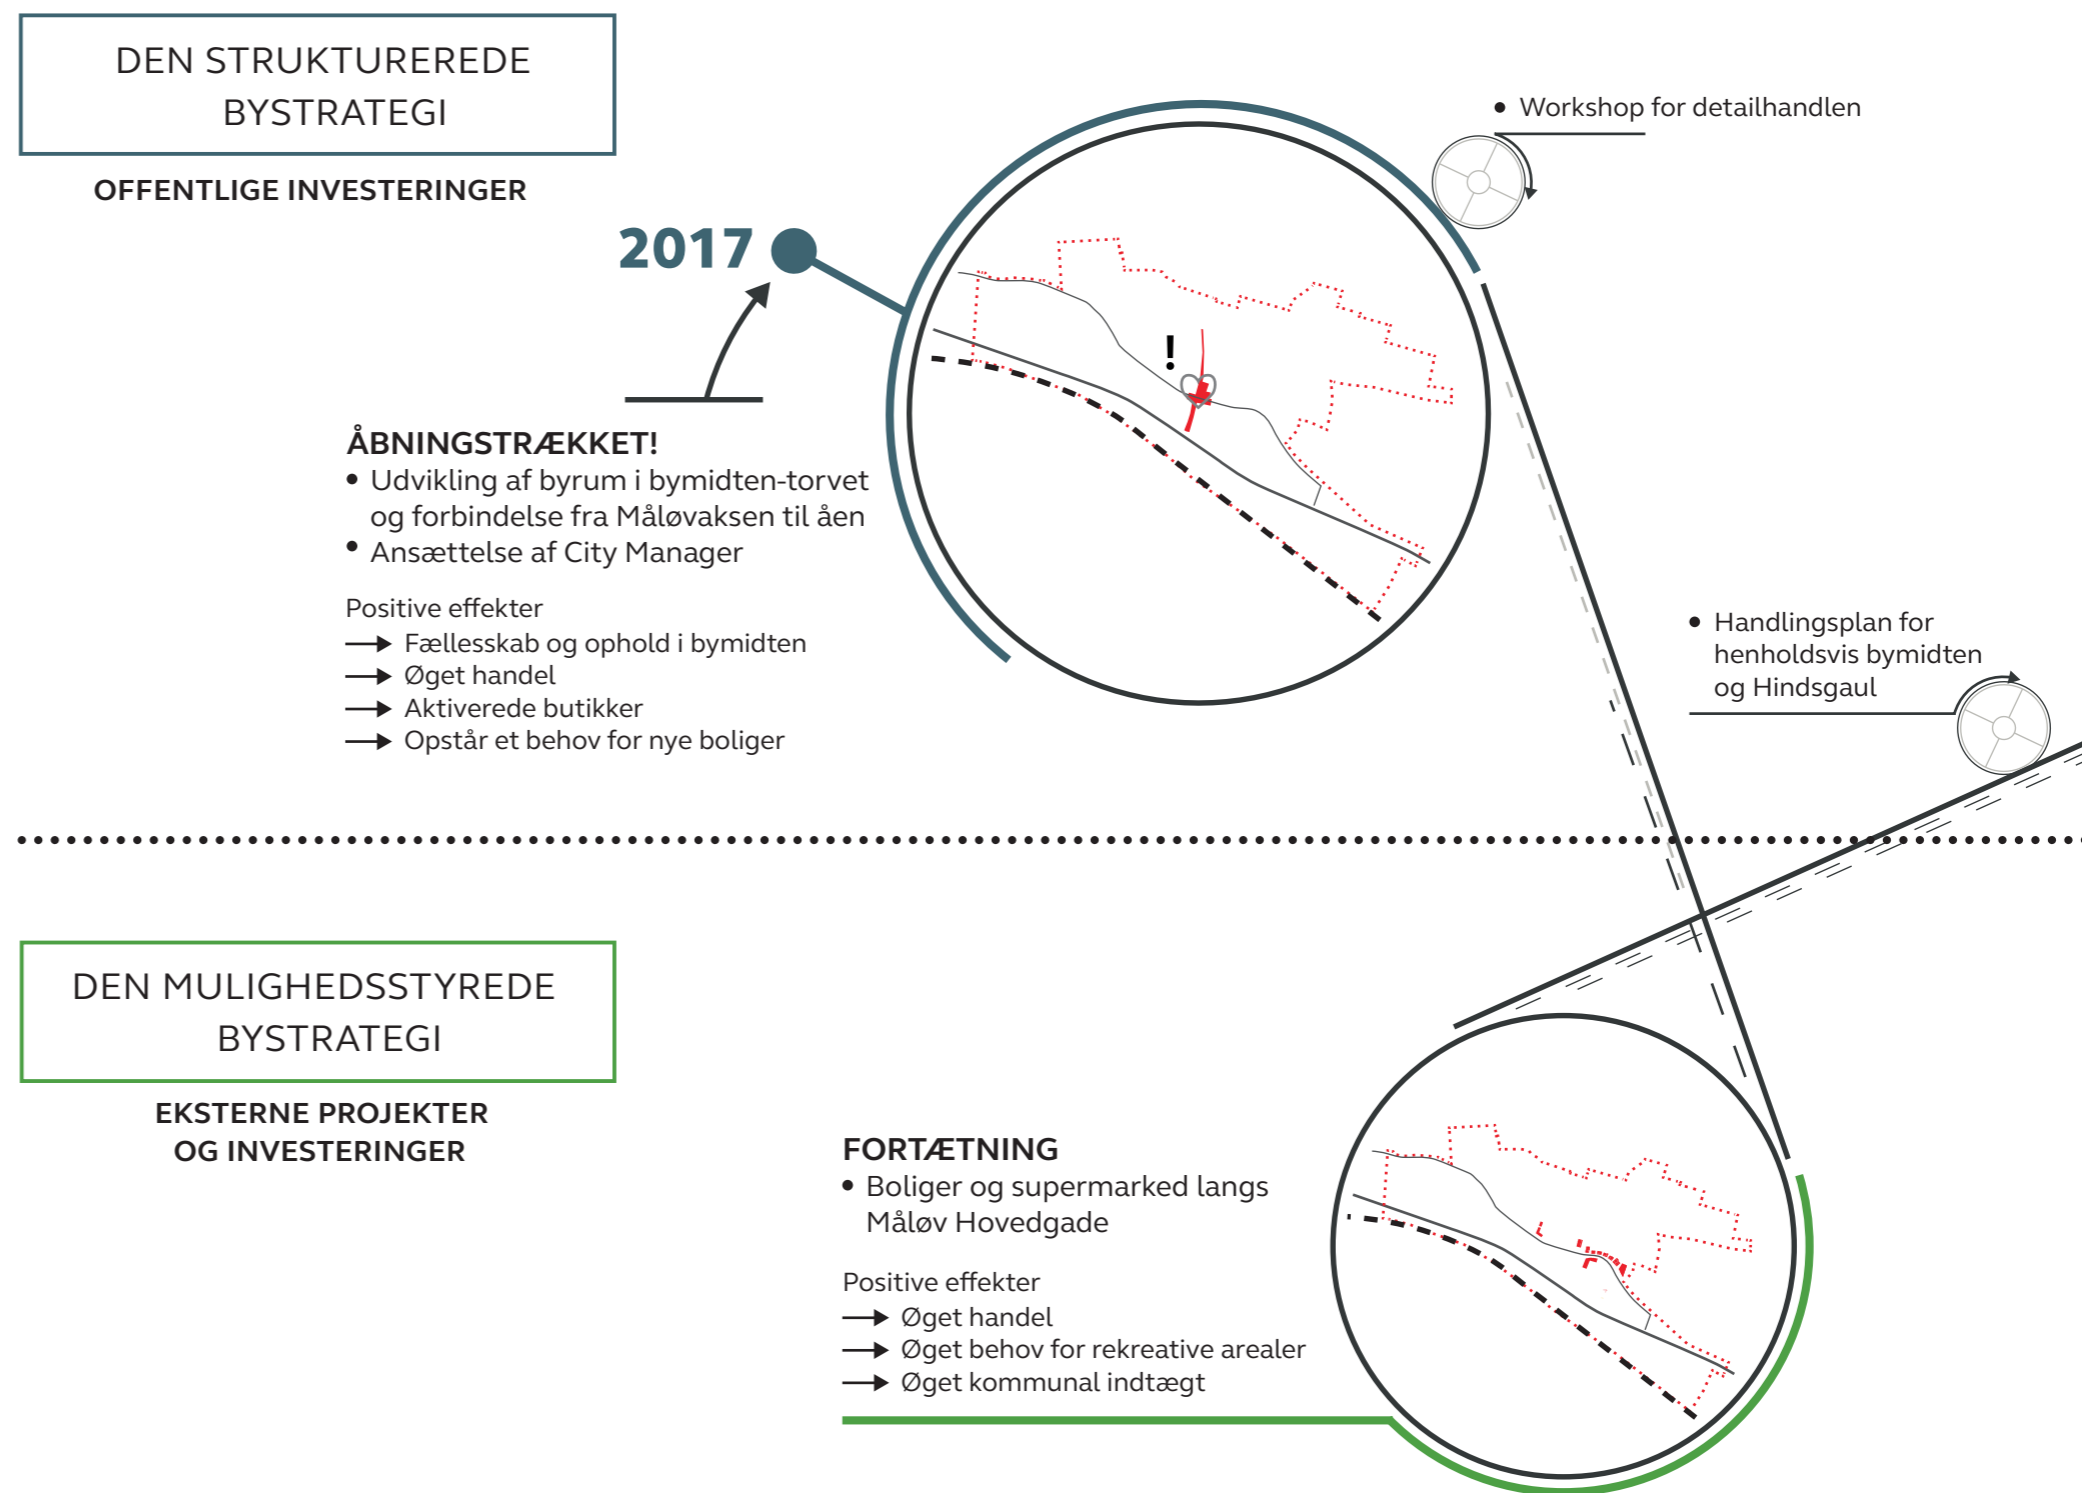 DEN STRUKTUREREDE
BYSTRATEGI
OFFENTLIGE INVESTERINGER
2017
• Workshop for detailhandlen
!
ÅBNINGSTRÆKKET!
• Udvikling af byrum i bymidten-torvet
og forbindelse fra Måløvaksen til åen
• Ansættelse af City Manager
Positive effekter
Fællesskab og ophold i bymidten
Øget handel
Aktiverede butikker
Opstår et behov for nye boliger
• Handlingsplan for
henholdsvis bymidten
og Hindsgaul
DEN MULIGHEDSSTYREDE
BYSTRATEGI
EKSTERNE PROJEKTER
OG INVESTERINGER
FORTÆTNING
• Boliger og supermarked langs
Måløv Hovedgade
Positive effekter
Øget handel
Øget behov for rekreative arealer
Øget kommunal indtægt